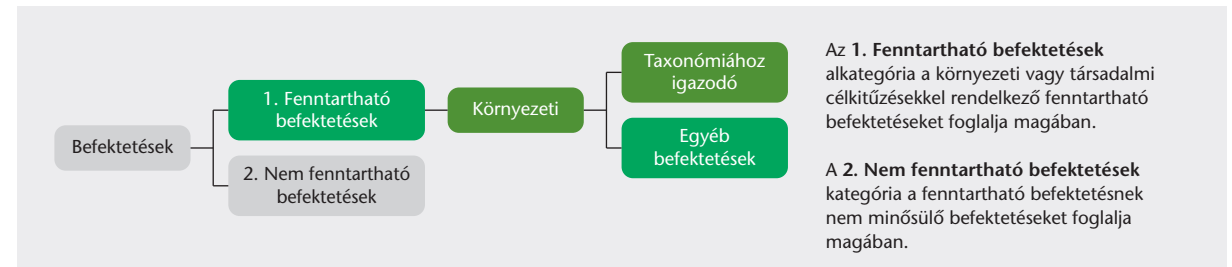 Befektetések
1. Fenntartható
befektetések
2. Nem fenntartható
befektetések
Környezeti
Taxonómiához
igazodó
Egyéb
befektetések
Az 1. Fenntartható befektetések
alkategória a környezeti vagy társadalmi
célkitűzésekkel rendelkező fenntartható
befektetéseket foglalja magában.
A 2. Nem fenntartható befektetések
kategória a fenntartható befektetésnek
nem minősülő befektetéseket foglalja
magában.